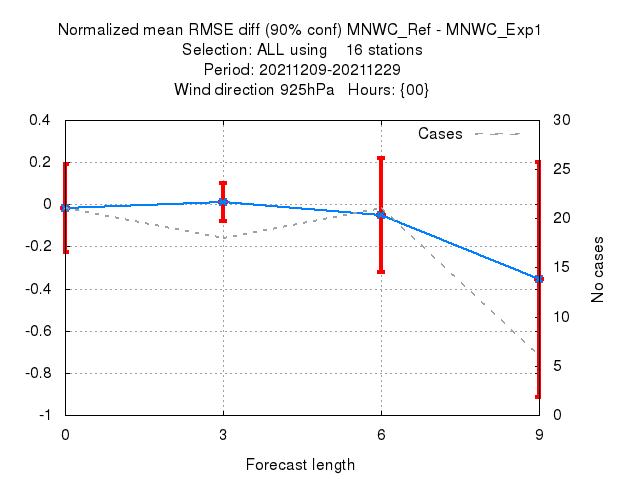 Normalized mean RMSE diff (90% conf) MNWC_Ref - MNWC_Exp1
Selection: ALL using    16 stations
Period: 20211209-20211229
Wind direction 925hPa   Hours: {00}
Cases
0.4
0.2
0
-0.2
-0.4
-0.6
-0.8
-1
30
25
20
15
10
5
0
No cases
0
3
6
9
Forecast length